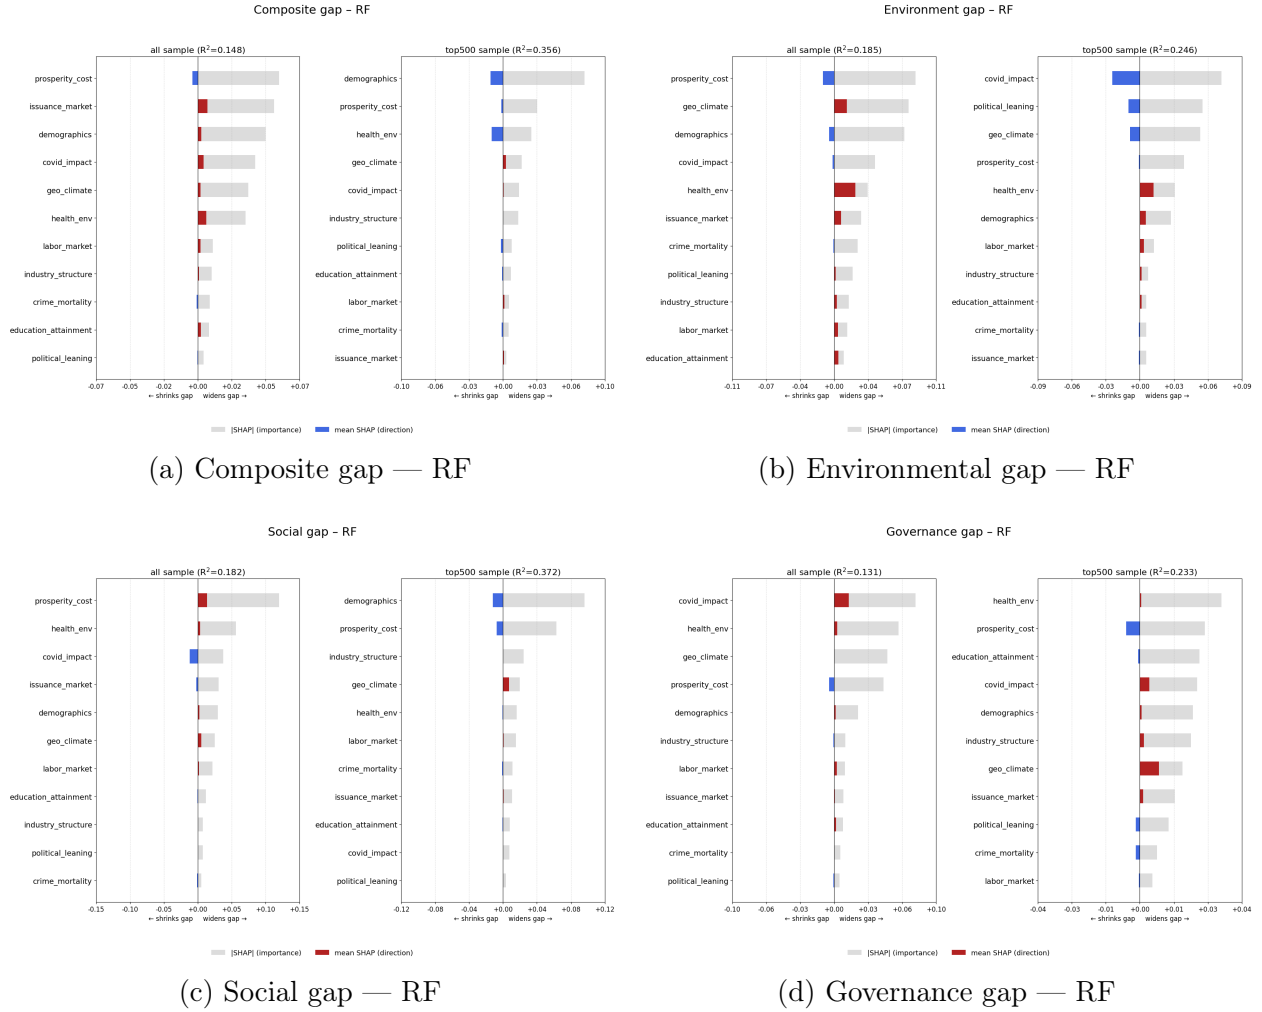 Composite gap – RF
all sample (R²=0.148)
prosperity_cost
issuance_market
demographics
covid_impact
geo_climate
health_env
labor_market
industry_structure
crime_mortality
education_attainment
political_leaning
-0.07 -0.05 -0.02 +0.00 +0.02 +0.05 +0.07
← shrinks gap widens gap →
top500 sample (R²=0.356)
demographics
prosperity_cost
health_env
geo_climate
covid_impact
industry_structure
political_leaning
education_attainment
labor_market
crime_mortality
issuance_market
-0.10 -0.06 -0.03 +0.00 +0.03 +0.06 +0.10
← shrinks gap widens gap →
|SHAP| (importance) mean SHAP (direction)
(a) Composite gap — RF
Environment gap – RF
all sample (R²=0.185)
prosperity_cost
geo_climate
demographics
covid_impact
health_env
issuance_market
crime_mortality
political_leaning
industry_structure
labor_market
education_attainment
-0.11 -0.07 -0.04 +0.00 +0.04 +0.07 +0.11
← shrinks gap widens gap →
top500 sample (R²=0.246)
covid_impact
political_leaning
geo_climate
prosperity_cost
health_env
demographics
labor_market
industry_structure
education_attainment
crime_mortality
issuance_market
-0.09 -0.06 -0.03 +0.00 +0.03 +0.06 +0.09
← shrinks gap widens gap →
|SHAP| (importance) mean SHAP (direction)
(b) Environmental gap — RF
Social gap – RF
all sample (R²=0.182)
prosperity_cost
health_env
covid_impact
issuance_market
demographics
geo_climate
labor_market
education_attainment
industry_structure
political_leaning
crime_mortality
-0.15 -0.10 -0.05 +0.00 +0.05 +0.10 +0.15
← shrinks gap widens gap →
top500 sample (R²=0.372)
demographics
prosperity_cost
industry_structure
geo_climate
health_env
labor_market
crime_mortality
issuance_market
education_attainment
covid_impact
political_leaning
-0.12 -0.08 -0.04 +0.00 +0.04 +0.08 +0.12
← shrinks gap widens gap →
|SHAP| (importance) mean SHAP (direction)
(c) Social gap — RF
Governance gap – RF
all sample (R²=0.131)
covid_impact
health_env
geo_climate
prosperity_cost
demographics
industry_structure
labor_market
issuance_market
education_attainment
crime_mortality
political_leaning
-0.10 -0.06 -0.03 +0.00 +0.03 +0.06 +0.10
← shrinks gap widens gap →
top500 sample (R²=0.233)
health_env
prosperity_cost
education_attainment
covid_impact
demographics
industry_structure
geo_climate
issuance_market
political_leaning
crime_mortality
labor_market
-0.04 -0.03 -0.01 +0.00 +0.01 +0.03 +0.04
← shrinks gap widens gap →
|SHAP| (importance) mean SHAP (direction)
(d) Governance gap — RF